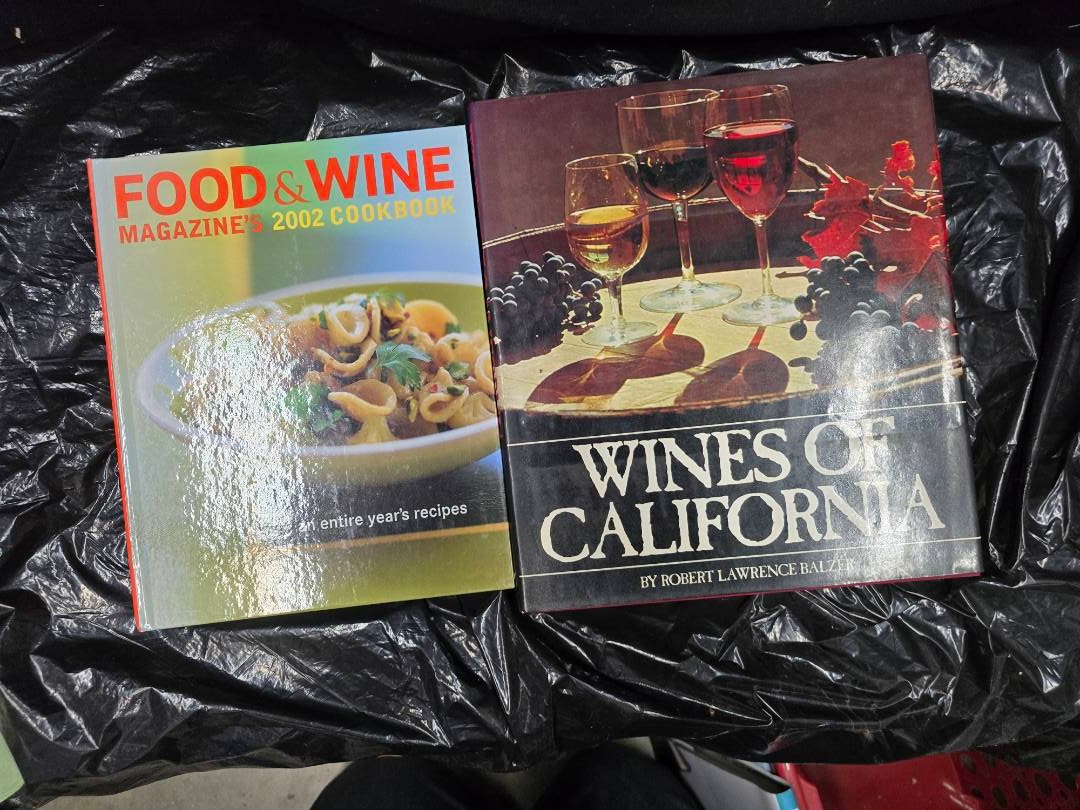 FOOD & WINE
MAGAZINE'S 2002 COOKBOOK
an entire year's recipes
WINES OF
CALIFORNIA
BY ROBERT LAWRENCE BALZER